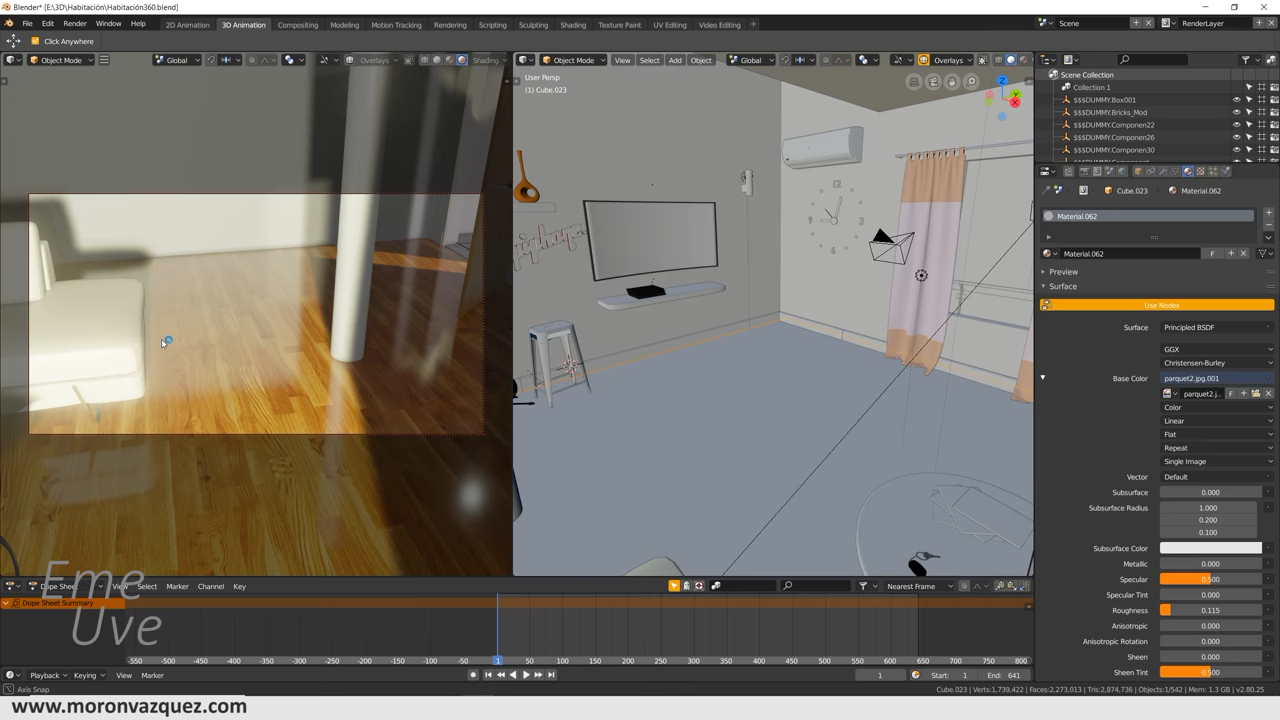 Blender* [E:\3D\Habitación\Habitación360.blend]
File Edit Render Window Help 2D Animation 3D Animation Compositing Modeling Motion Tracking Rendering Scripting Sculpting Shading Texture Paint UV Editing Video Editing Scene RenderLayer
Click Anywhere
Object Mode Global Overlays Shading Object Mode View Select Add Object Global Overlays
User Persp
(1) Cube.023
Scene Collection
Collection 1
$$$DUMMY.Box001
$$$DUMMY.Bricks_Mod
$$$DUMMY.Componen22
$$$DUMMY.Componen26
$$$DUMMY.Componen30
Cube.023 Material.062
Material.062
Material.062 F
Preview
Surface
Use Nodes
Surface Principled BSDF
GGX
Christensen-Burley
Base Color parquet2.jpg.001
parquet2.j.. F
Color
Linear
Flat
Repeat
Single Image
Vector Default
Subsurface 0.000
Subsurface Radius 1.000
0.200
0.100
Subsurface Color
Metallic 0.000
Specular 0.500
Specular Tint 0.000
Roughness 0.115
Anisotropic 0.000
Anisotropic Rotation 0.000
Sheen 0.000
Sheen Tint 0.500
12
9 3
6
Dope Sheet View Select Marker Channel Key Nearest Frame
Dope Sheet Summary
Eme
Uve
-550 -500 -450 -400 -350 -300 -250 -200 -150 -100 -50 1 50 100 150 200 250 300 350 400 450 500 550 600 650 700 750 800
Playback Keying View Marker 1 Start: 1 End: 641
Axis Snap Cube.023 | Verts:1,739,422 | Faces:2,273,013 | Tris:2,874,736 | Objects:1/542 | Mem: 1.3 GB | v2.80.25
www.moronvazquez.com